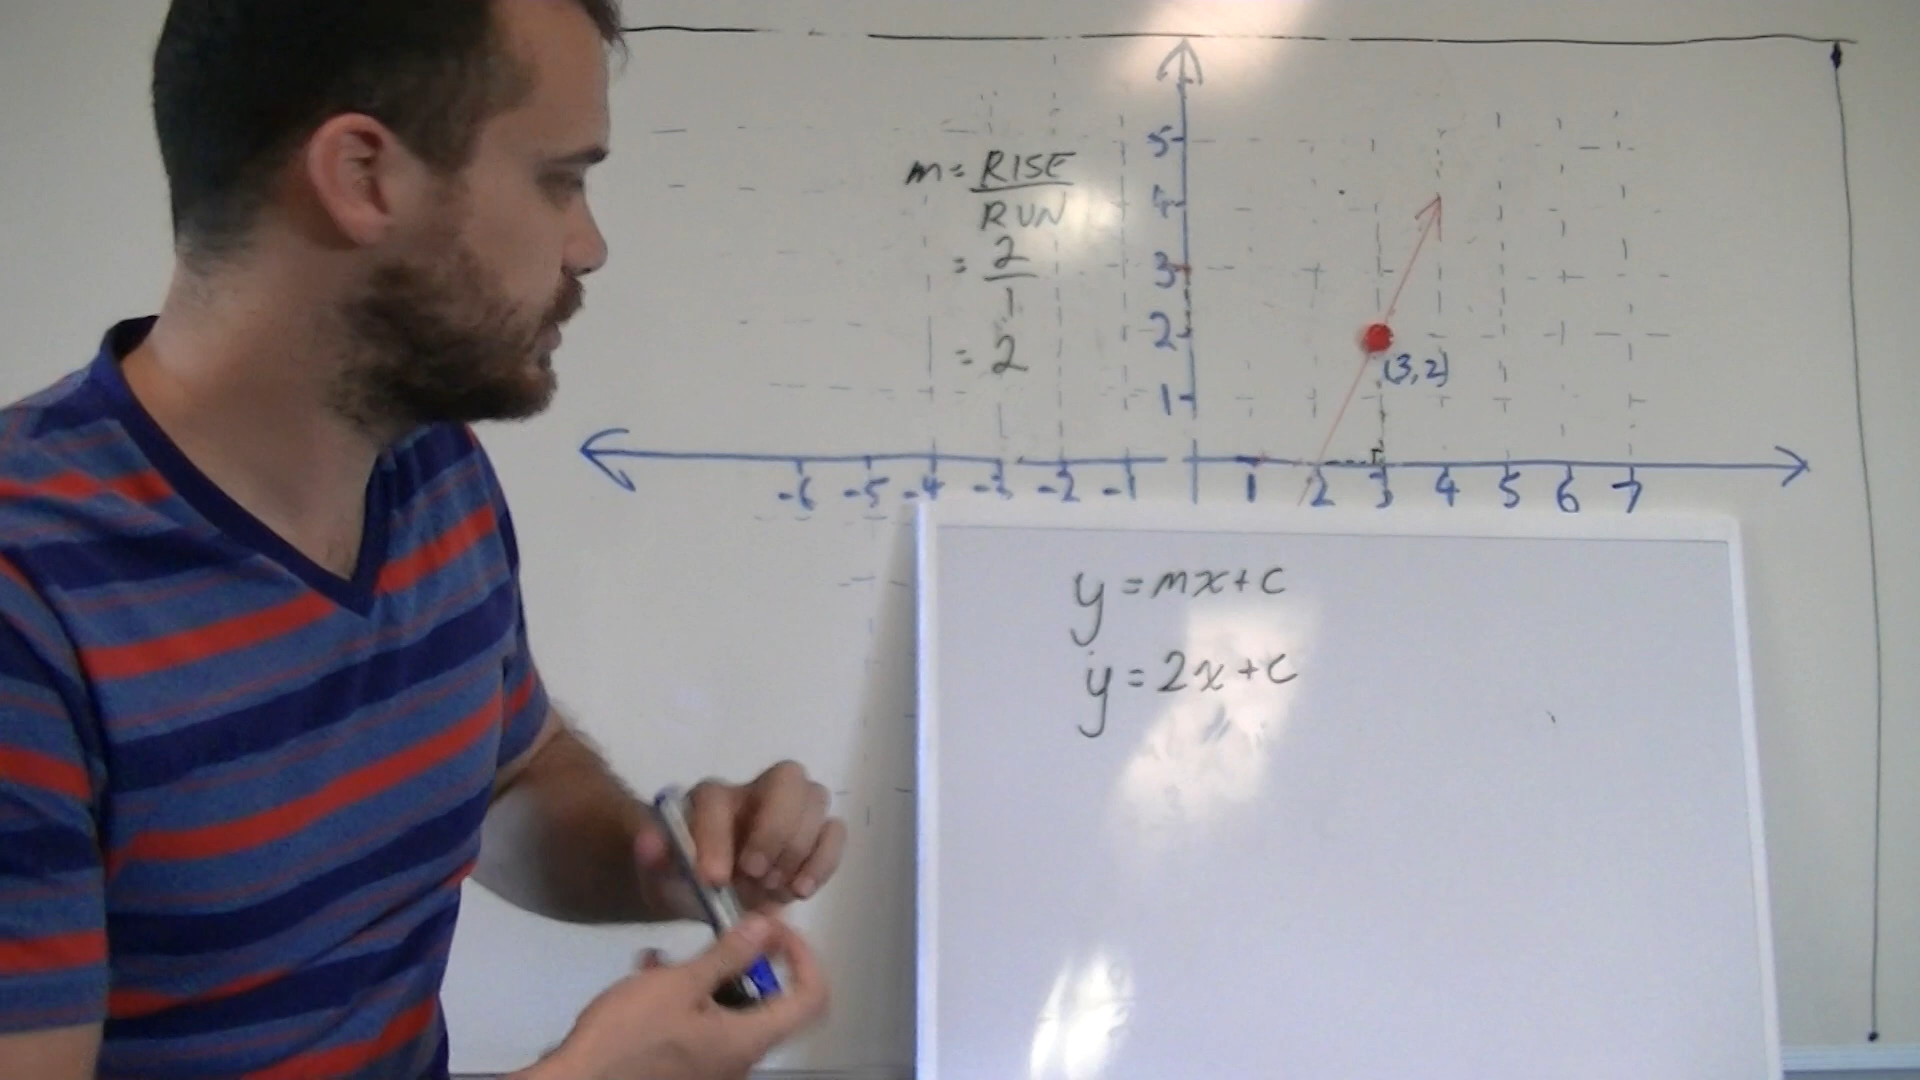 m = RISE
RUN
= 2
1
= 2
5
4
3
2
1
(3,2)
-6 -5 -4 -3 -2 -1 1 2 3 4 5 6 7
y = mx + c
y = 2x + c